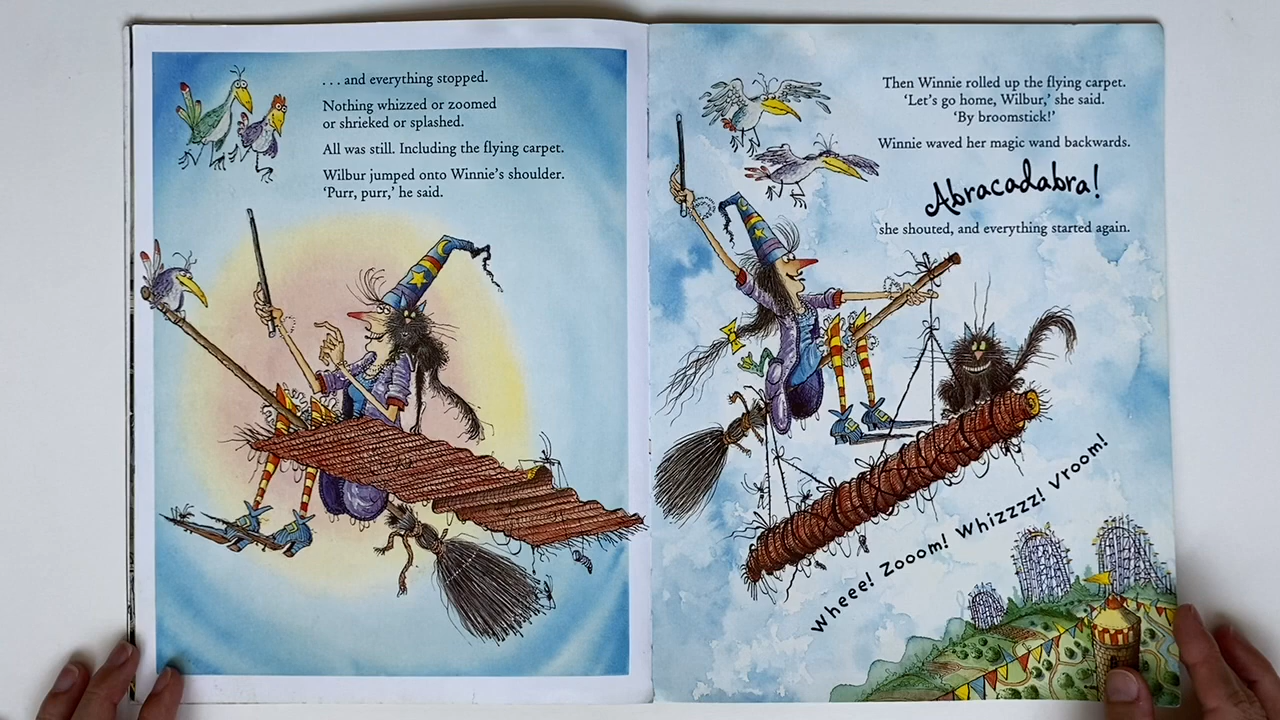 . . . and everything stopped.
Nothing whizzed or zoomed
or shrieked or splashed.
All was still. Including the flying carpet.
Wilbur jumped onto Winnie's shoulder.
'Purr, purr,' he said.
Then Winnie rolled up the flying carpet.
'Let's go home, Wilbur,' she said.
'By broomstick!'
Winnie waved her magic wand backwards.
Abracadabra!
she shouted, and everything started again.
Wheee! Zooom! Whizzzz! Vroom!